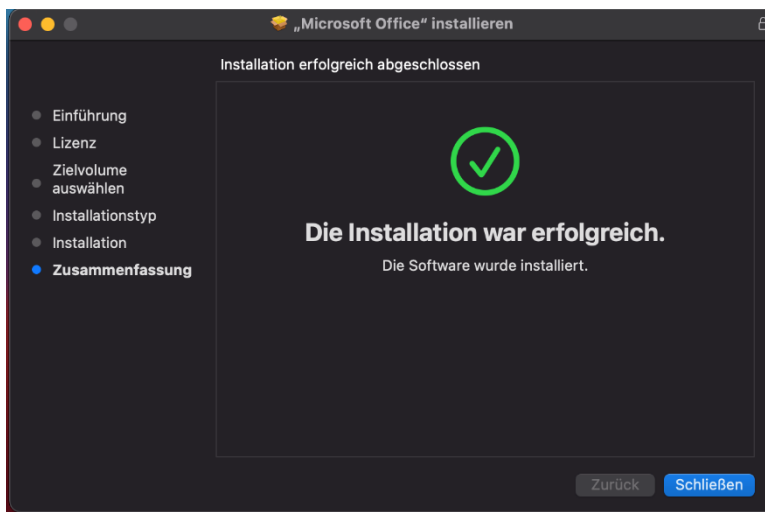 „Microsoft Office“ installieren
Installation erfolgreich abgeschlossen
Einführung
Lizenz
Zielvolume
auswählen
Installationstyp
Installation
Zusammenfassung
Die Installation war erfolgreich.
Die Software wurde installiert.
Zurück
Schließen